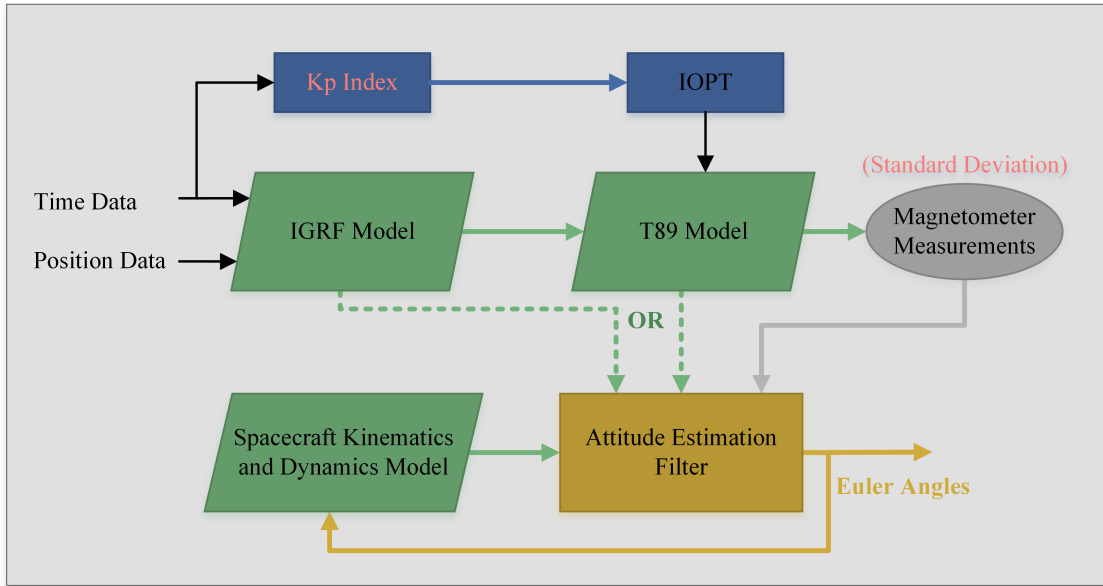 Kp Index
IOPT
(Standard Deviation)
Time Data
IGRF Model
T89 Model
Magnetometer
Measurements
Position Data
OR
Spacecraft Kinematics
and Dynamics Model
Attitude Estimation
Filter
Euler Angles